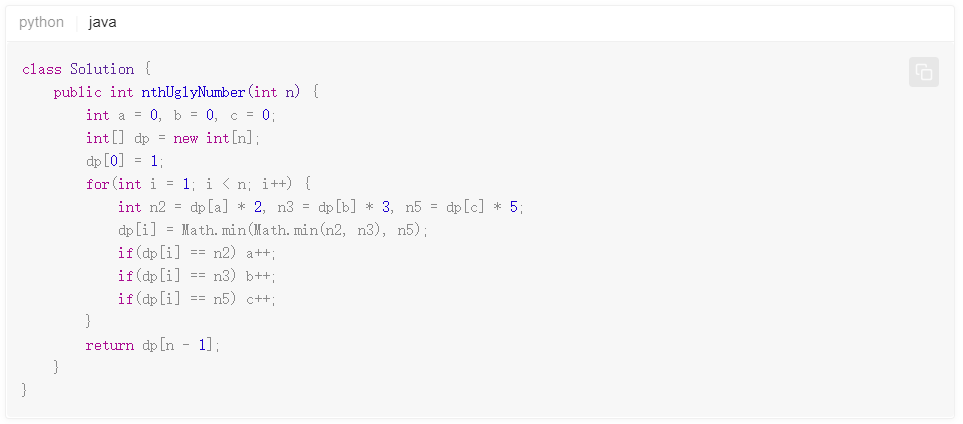 python java
class Solution {
    public int nthUglyNumber(int n) {
        int a = 0, b = 0, c = 0;
        int[] dp = new int[n];
        dp[0] = 1;
        for(int i = 1; i < n; i++) {
            int n2 = dp[a] * 2, n3 = dp[b] * 3, n5 = dp[c] * 5;
            dp[i] = Math.min(Math.min(n2, n3), n5);
            if(dp[i] == n2) a++;
            if(dp[i] == n3) b++;
            if(dp[i] == n5) c++;
        }
        return dp[n - 1];
    }
}